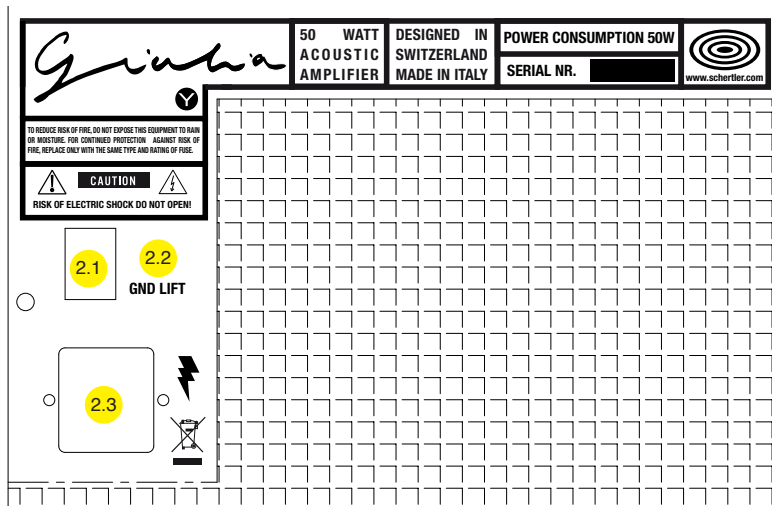 Giulia
Y
50 WATT
ACOUSTIC
AMPLIFIER
DESIGNED IN
SWITZERLAND
MADE IN ITALY
POWER CONSUMPTION 50W
SERIAL NR.
www.schertler.com
TO REDUCE RISK OF FIRE, DO NOT EXPOSE THIS EQUIPMENT TO RAIN
OR MOISTURE. FOR CONTINUED PROTECTION AGAINST RISK OF
FIRE, REPLACE ONLY WITH THE SAME TYPE AND RATING OF FUSE.
CAUTION
RISK OF ELECTRIC SHOCK DO NOT OPEN!
2.1
2.2
GND LIFT
2.3